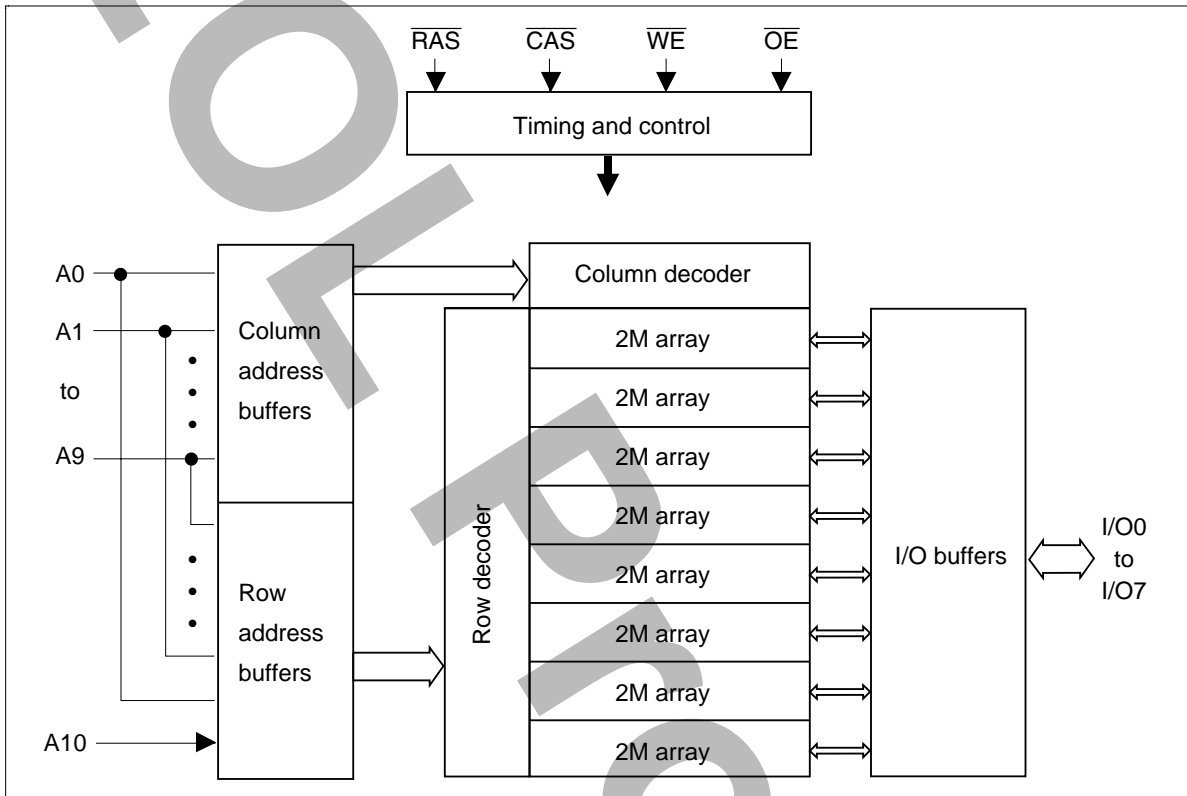 RAS CAS WE OE
Timing and control
A0
A1
to
A9
A10
Column
address
buffers
Row
address
buffers
Column decoder
Row decoder
2M array
2M array
2M array
2M array
2M array
2M array
2M array
2M array
I/O buffers
I/O0
to
I/O7